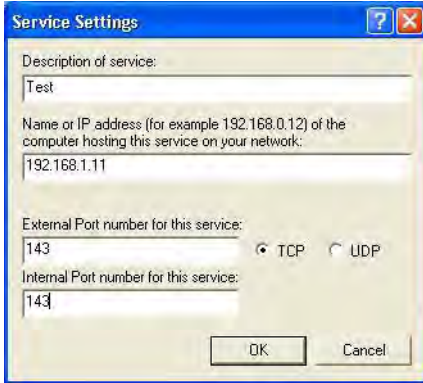 Service Settings
Description of service:
Test
Name or IP address (for example 192.168.0.12) of the
computer hosting this service on your network:
192.168.1.11
External Port number for this service:
143 TCP UDP
Internal Port number for this service:
143
OK Cancel